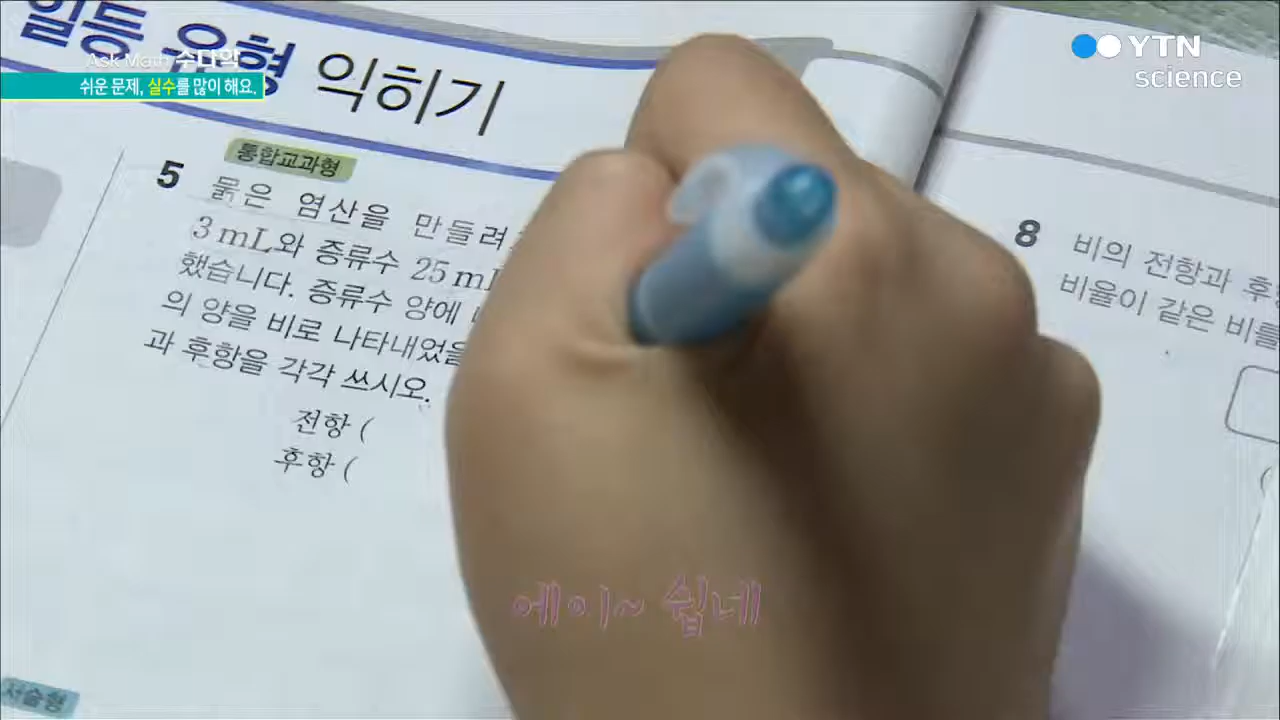 Ask Math 수다학
쉬운 문제, 실수를 많이 해요.
YTN
science
일등 유형 익히기
통합교과형
5 묽은 염산을 만들려
3 mL와 증류수 25 mL
했습니다. 증류수 양에
의 양을 비로 나타내었을
과 후항을 각각 쓰시오.
전항 (
후항 (
8 비의 전항과 후
비율이 같은 비를
에이~ 쉽네
서술형